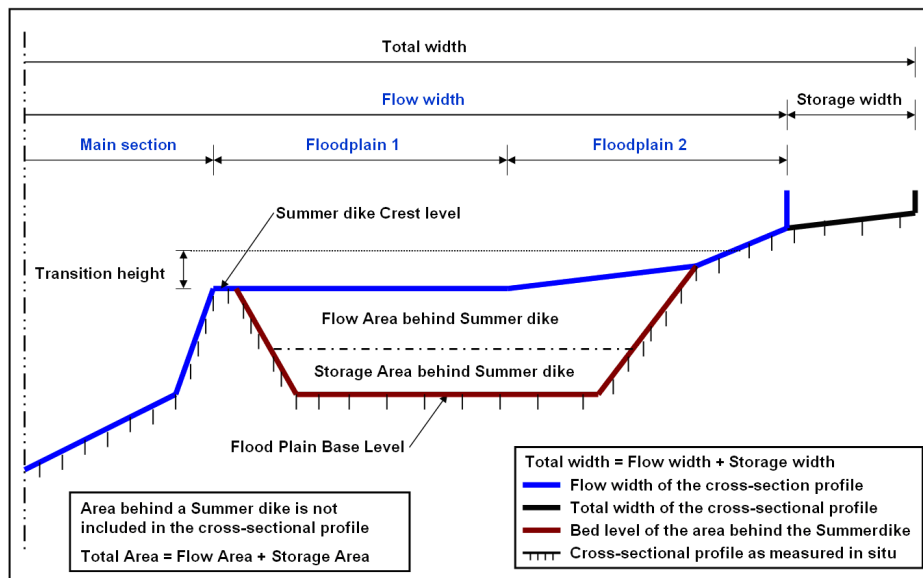 Total width
Flow width
Storage width
Main section
Floodplain 1
Floodplain 2
Summer dike Crest level
Transition height
Flow Area behind Summer dike
Storage Area behind Summer dike
Flood Plain Base Level
Area behind a Summer dike is not
included in the cross-sectional profile
Total Area = Flow Area + Storage Area
Total width = Flow width + Storage width
Flow width of the cross-section profile
Total width of the cross-sectional profile
Bed level of the area behind the Summerdike
Cross-sectional profile as measured in situ